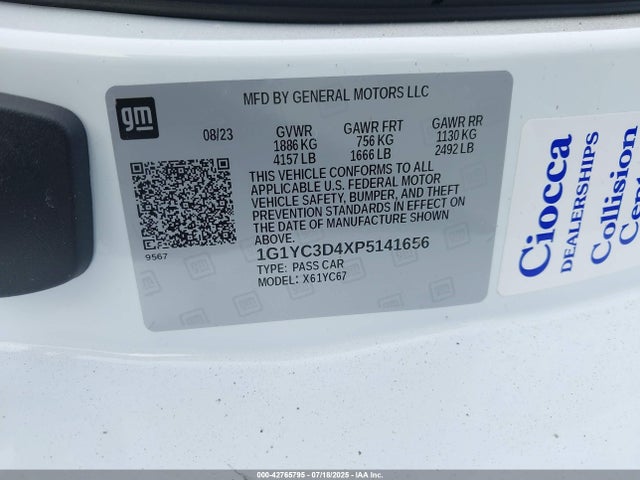 MFD BY GENERAL MOTORS LLC
gm
08/23 GVWR GAWR FRT GAWR RR
1886 KG 756 KG 1130 KG
4157 LB 1666 LB 2492 LB
THIS VEHICLE CONFORMS TO ALL
APPLICABLE U.S. FEDERAL MOTOR
VEHICLE SAFETY, BUMPER, AND THEFT
PREVENTION STANDARDS IN EFFECT ON
THE DATE OF MANUFACTURE SHOWN
ABOVE.
9567
1G1YC3D4XP5141656
TYPE: PASS CAR
MODEL: X61YC67
Ciocca
DEALERSHIPS
Collision
000-42765795 - 07/18/2025 - IAA INC.